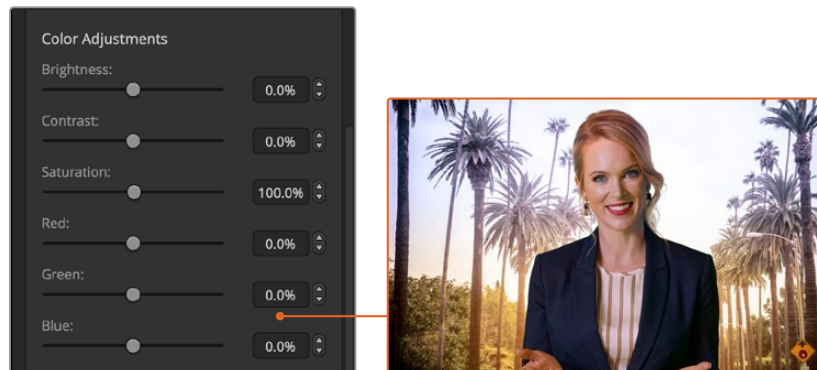 Color Adjustments
Brightness:
0.0%
Contrast:
0.0%
Saturation:
100.0%
Red:
0.0%
Green:
0.0%
Blue:
0.0%